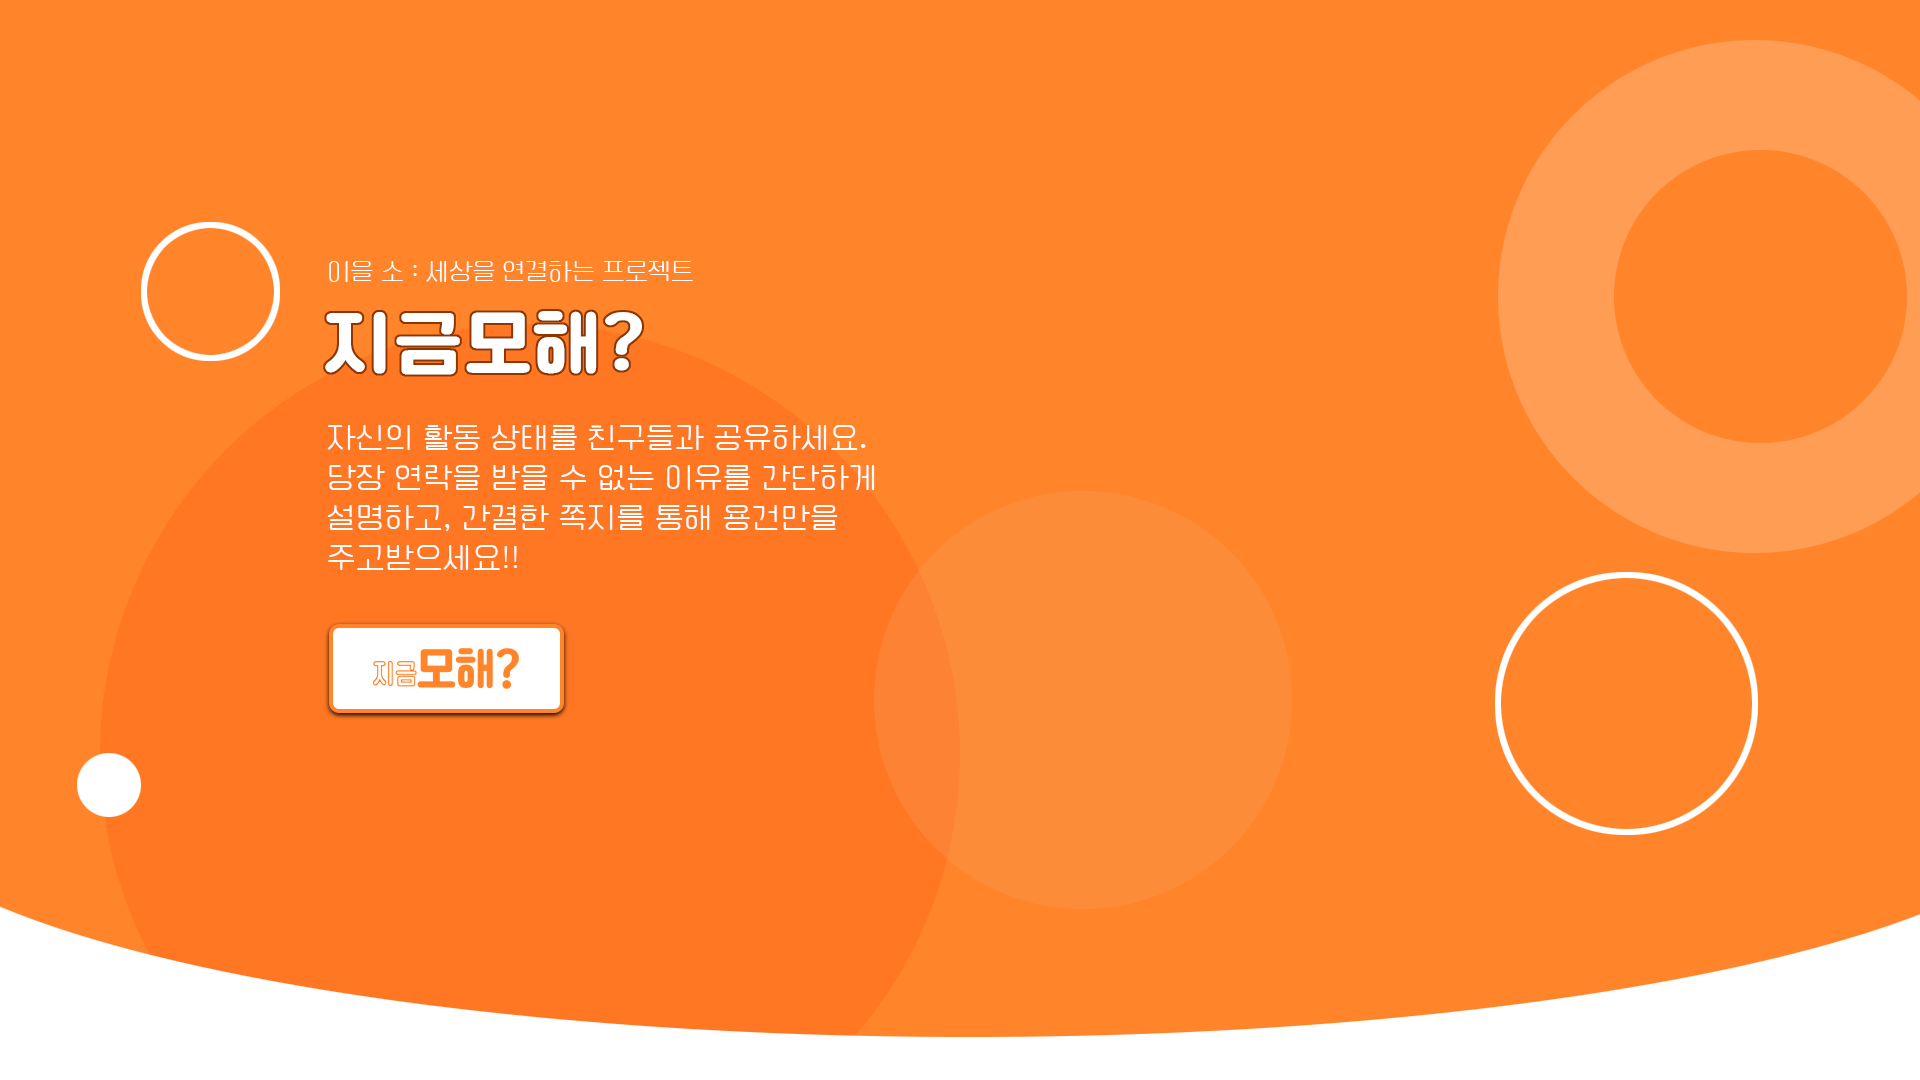 이을 소 : 세상을 연결하는 프로젝트
지금모해?
자신의 활동 상태를 친구들과 공유하세요.
당장 연락을 받을 수 없는 이유를 간단하게
설명하고, 간결한 쪽지를 통해 용건만을
주고받으세요!!
지금모해?